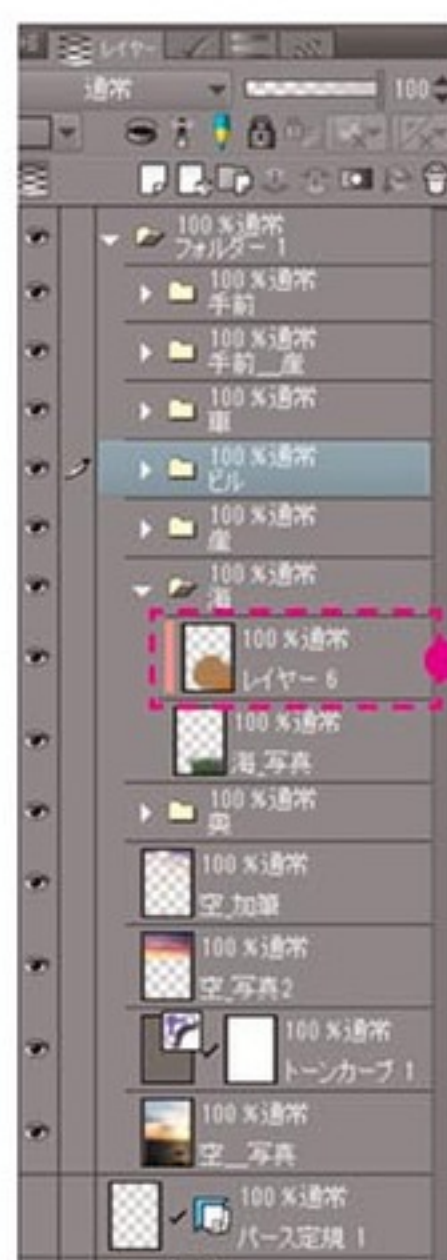 レイヤー
通常 100
100 %通常
フォルダー 1
100 %通常
手前
100 %通常
手前__崖
100 %通常
車
100 %通常
ビル
100 %通常
崖
100 %通常
海
100 %通常
レイヤー 6
100 %通常
海_写真
100 %通常
奥
100 %通常
空_加筆
100 %通常
空_写真2
100 %通常
トーンカーブ 1
100 %通常
空__写真
100 %通常
パース定規 1